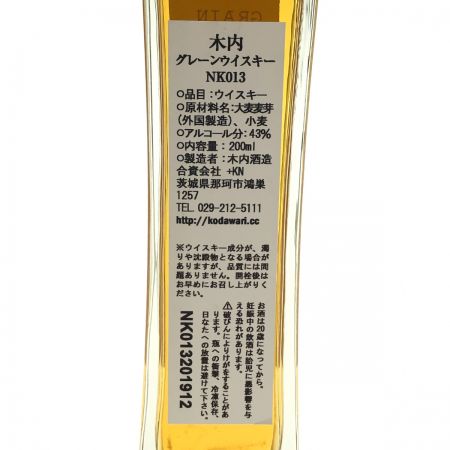 GRAIN
木内
グレーンウイスキー
NK013
○品目：ウイスキー
○原材料名：大麦麦芽
（外国製造）、小麦
○アルコール分：43%
○内容量：200ml
○製造者：木内酒造
合資会社 +KN
茨城県那珂市鴻巣
1257
TEL. 029-212-5111
http://kodawari.cc
※ウイスキー成分が、濁
りや沈殿物となる場合が
ありますが、品質には問
題ありません。開栓後は
お早めにお召し上がりく
ださい。
お酒は20歳になってから。
妊娠中の飲酒は胎児に悪影響を与
える恐れがあります。
⚠破びんによりけがをすることがあ
ります。瓶への衝撃、冷凍保存、
日なたへの放置は避けて下さい。
NK013201912